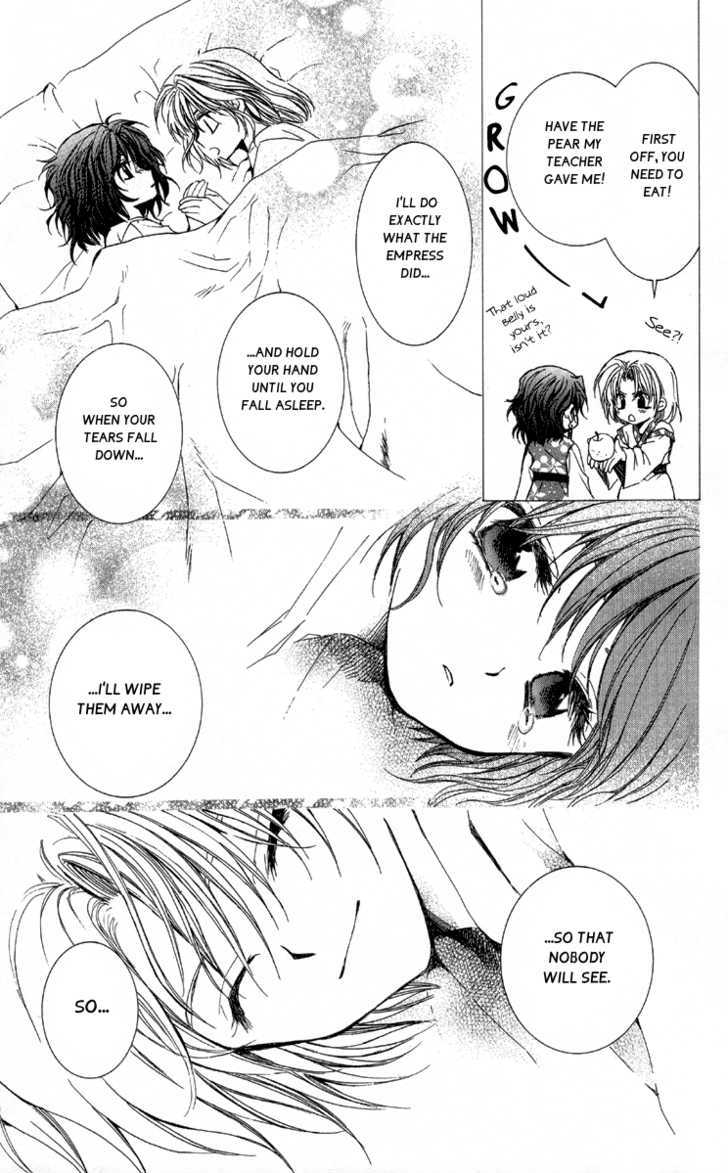 FIRST
OFF, YOU
NEED TO
EAT!
HAVE THE
PEAR MY
TEACHER
GAVE ME!
GROWL
See?!
That loud
Belly is
yours,
isn't it?
I'LL DO
EXACTLY
WHAT THE
EMPRESS
DID...
...AND HOLD
YOUR HAND
UNTIL YOU
FALL ASLEEP.
SO
WHEN YOUR
TEARS FALL
DOWN...
...I'LL WIPE
THEM AWAY...
...SO THAT
NOBODY
WILL SEE.
SO...